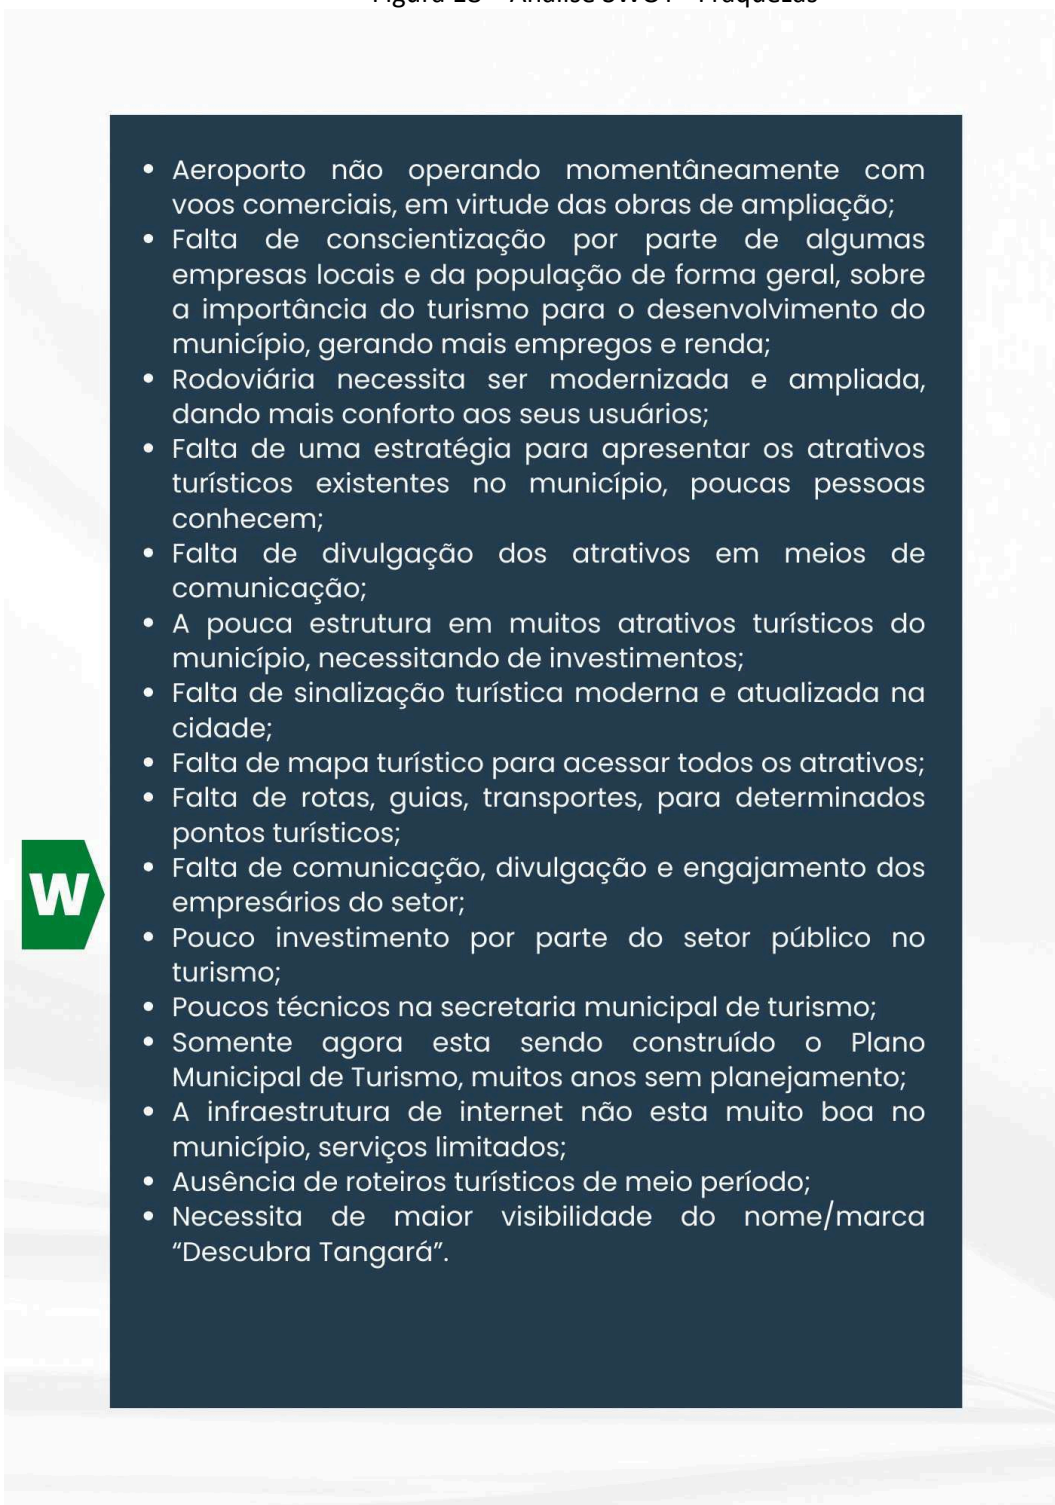 Análise SWOT - Fraquezas
• Aeroporto não operando momentâneamente com
voos comerciais, em virtude das obras de ampliação;
• Falta de conscientização por parte de algumas
empresas locais e da população de forma geral, sobre
a importância do turismo para o desenvolvimento do
município, gerando mais empregos e renda;
• Rodoviária necessita ser modernizada e ampliada,
dando mais conforto aos seus usuários;
• Falta de uma estratégia para apresentar os atrativos
turísticos existentes no município, poucas pessoas
conhecem;
• Falta de divulgação dos atrativos em meios de
comunicação;
• A pouca estrutura em muitos atrativos turísticos do
município, necessitando de investimentos;
• Falta de sinalização turística moderna e atualizada na
cidade;
• Falta de mapa turístico para acessar todos os atrativos;
• Falta de rotas, guias, transportes, para determinados
pontos turísticos;
W
• Falta de comunicação, divulgação e engajamento dos
empresários do setor;
• Pouco investimento por parte do setor público no
turismo;
• Poucos técnicos na secretaria municipal de turismo;
• Somente agora esta sendo construído o Plano
Municipal de Turismo, muitos anos sem planejamento;
• A infraestrutura de internet não esta muito boa no
município, serviços limitados;
• Ausência de roteiros turísticos de meio período;
• Necessita de maior visibilidade do nome/marca
“Descubra Tangará”.